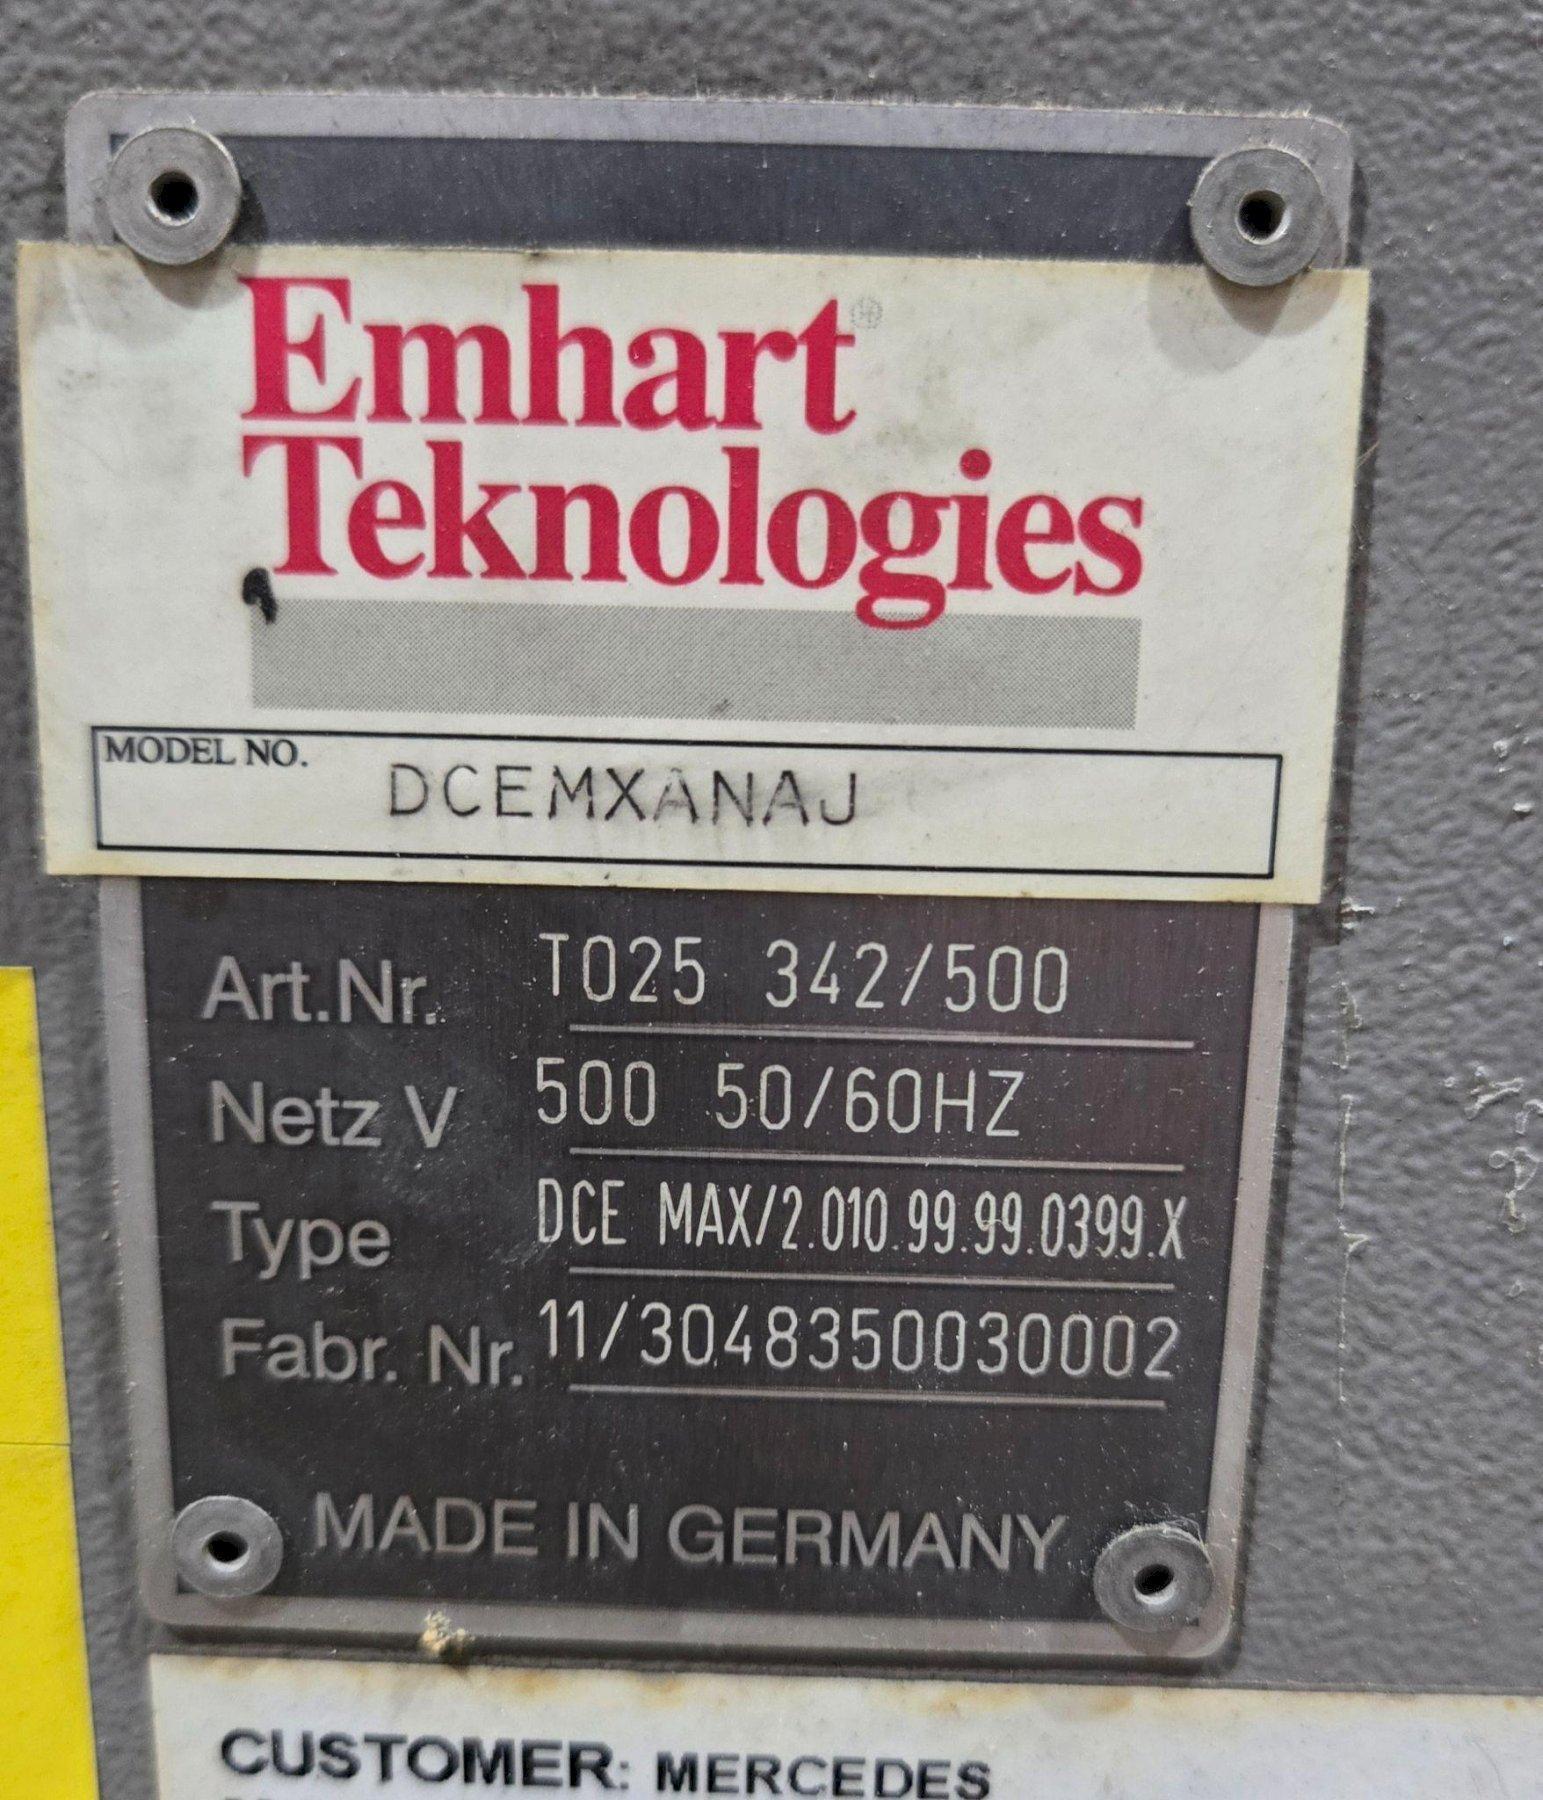 Emhart
Teknologies
MODEL NO. DCEMXANAJ
Art.Nr. T025 342/500
Netz V 500 50/60HZ
Type DCE MAX/2.010.99.99.0399.X
Fabr. Nr. 11/3048350030002
MADE IN GERMANY
CUSTOMER: MERCEDES